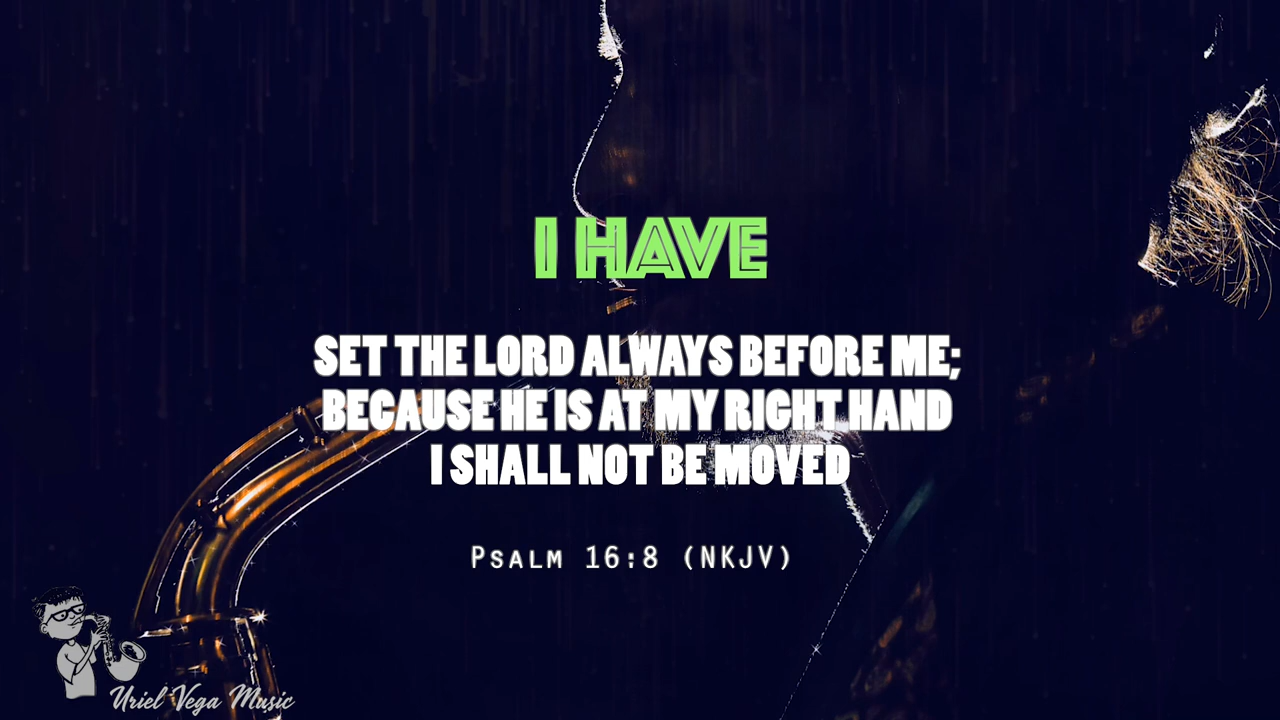 I HAVE
SET THE LORD ALWAYS BEFORE ME;
BECAUSE HE IS AT MY RIGHT HAND
I SHALL NOT BE MOVED
Psalm 16:8 (NKJV)
Uriel Vega Music